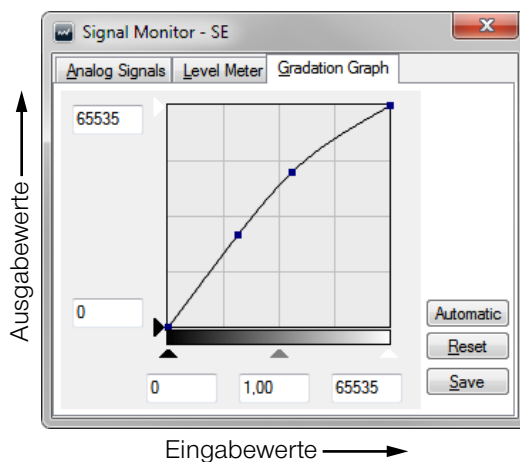 Signal Monitor - SE
Analog Signals
Level Meter
Gradation Graph
65535
Ausgabewerte
0
Automatic
Reset
Save
0
1,00
65535
Eingabewerte